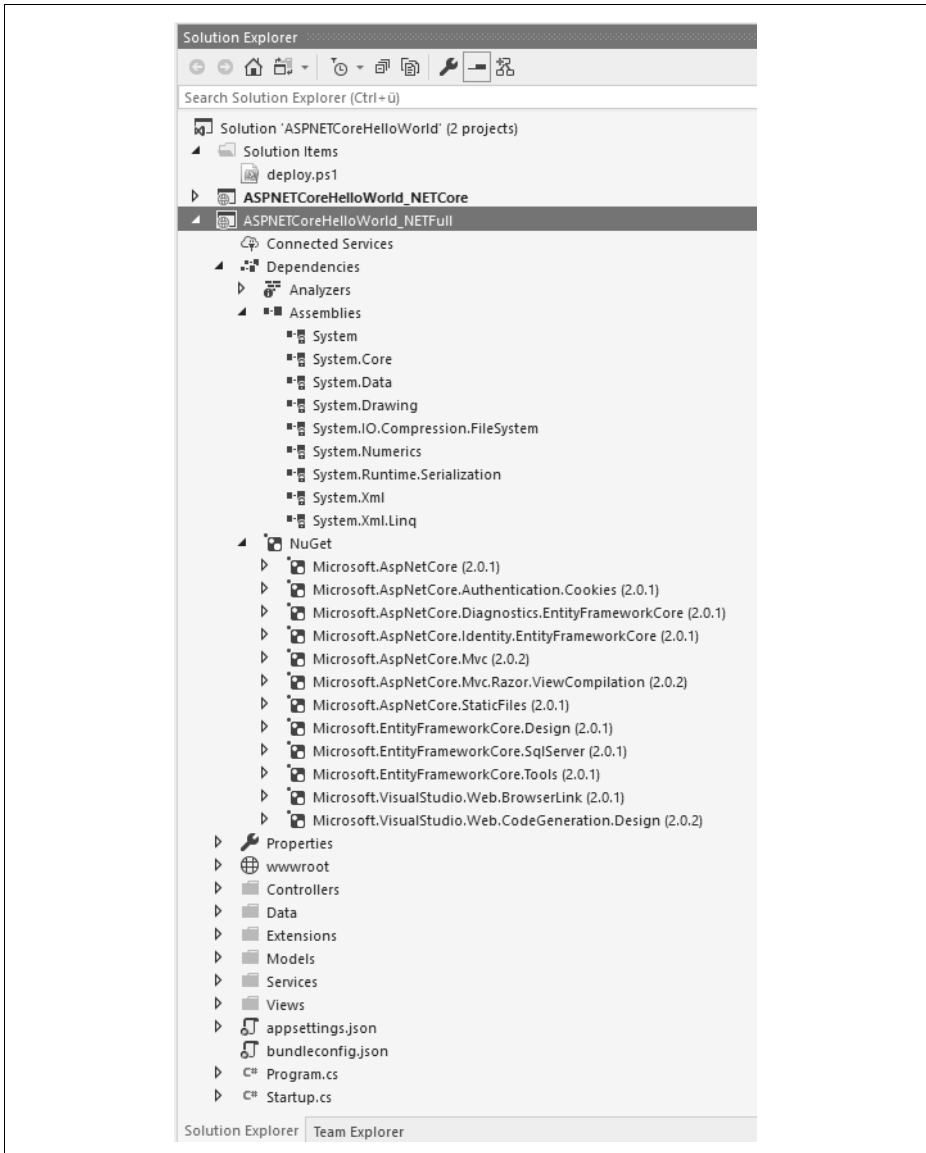 Solution Explorer
Search Solution Explorer (Ctrl+ü)
Solution 'ASPNETCoreHelloWorld' (2 projects)
Solution Items
deploy.ps1
ASPNETCoreHelloWorld_NETCore
ASPNETCoreHelloWorld_NETFull
Connected Services
Dependencies
Analyzers
Assemblies
System
System.Core
System.Data
System.Drawing
System.IO.Compression.FileSystem
System.Numerics
System.Runtime.Serialization
System.Xml
System.Xml.Linq
NuGet
Microsoft.AspNetCore (2.0.1)
Microsoft.AspNetCore.Authentication.Cookies (2.0.1)
Microsoft.AspNetCore.Diagnostics.EntityFrameworkCore (2.0.1)
Microsoft.AspNetCore.Identity.EntityFrameworkCore (2.0.1)
Microsoft.AspNetCore.Mvc (2.0.2)
Microsoft.AspNetCore.Mvc.Razor.ViewCompilation (2.0.2)
Microsoft.AspNetCore.StaticFiles (2.0.1)
Microsoft.EntityFrameworkCore.Design (2.0.1)
Microsoft.EntityFrameworkCore.SqlServer (2.0.1)
Microsoft.EntityFrameworkCore.Tools (2.0.1)
Microsoft.VisualStudio.Web.BrowserLink (2.0.1)
Microsoft.VisualStudio.Web.CodeGeneration.Design (2.0.2)
Properties
wwwroot
Controllers
Data
Extensions
Models
Services
Views
appsettings.json
bundleconfig.json
C# Program.cs
C# Startup.cs
Solution Explorer Team Explorer